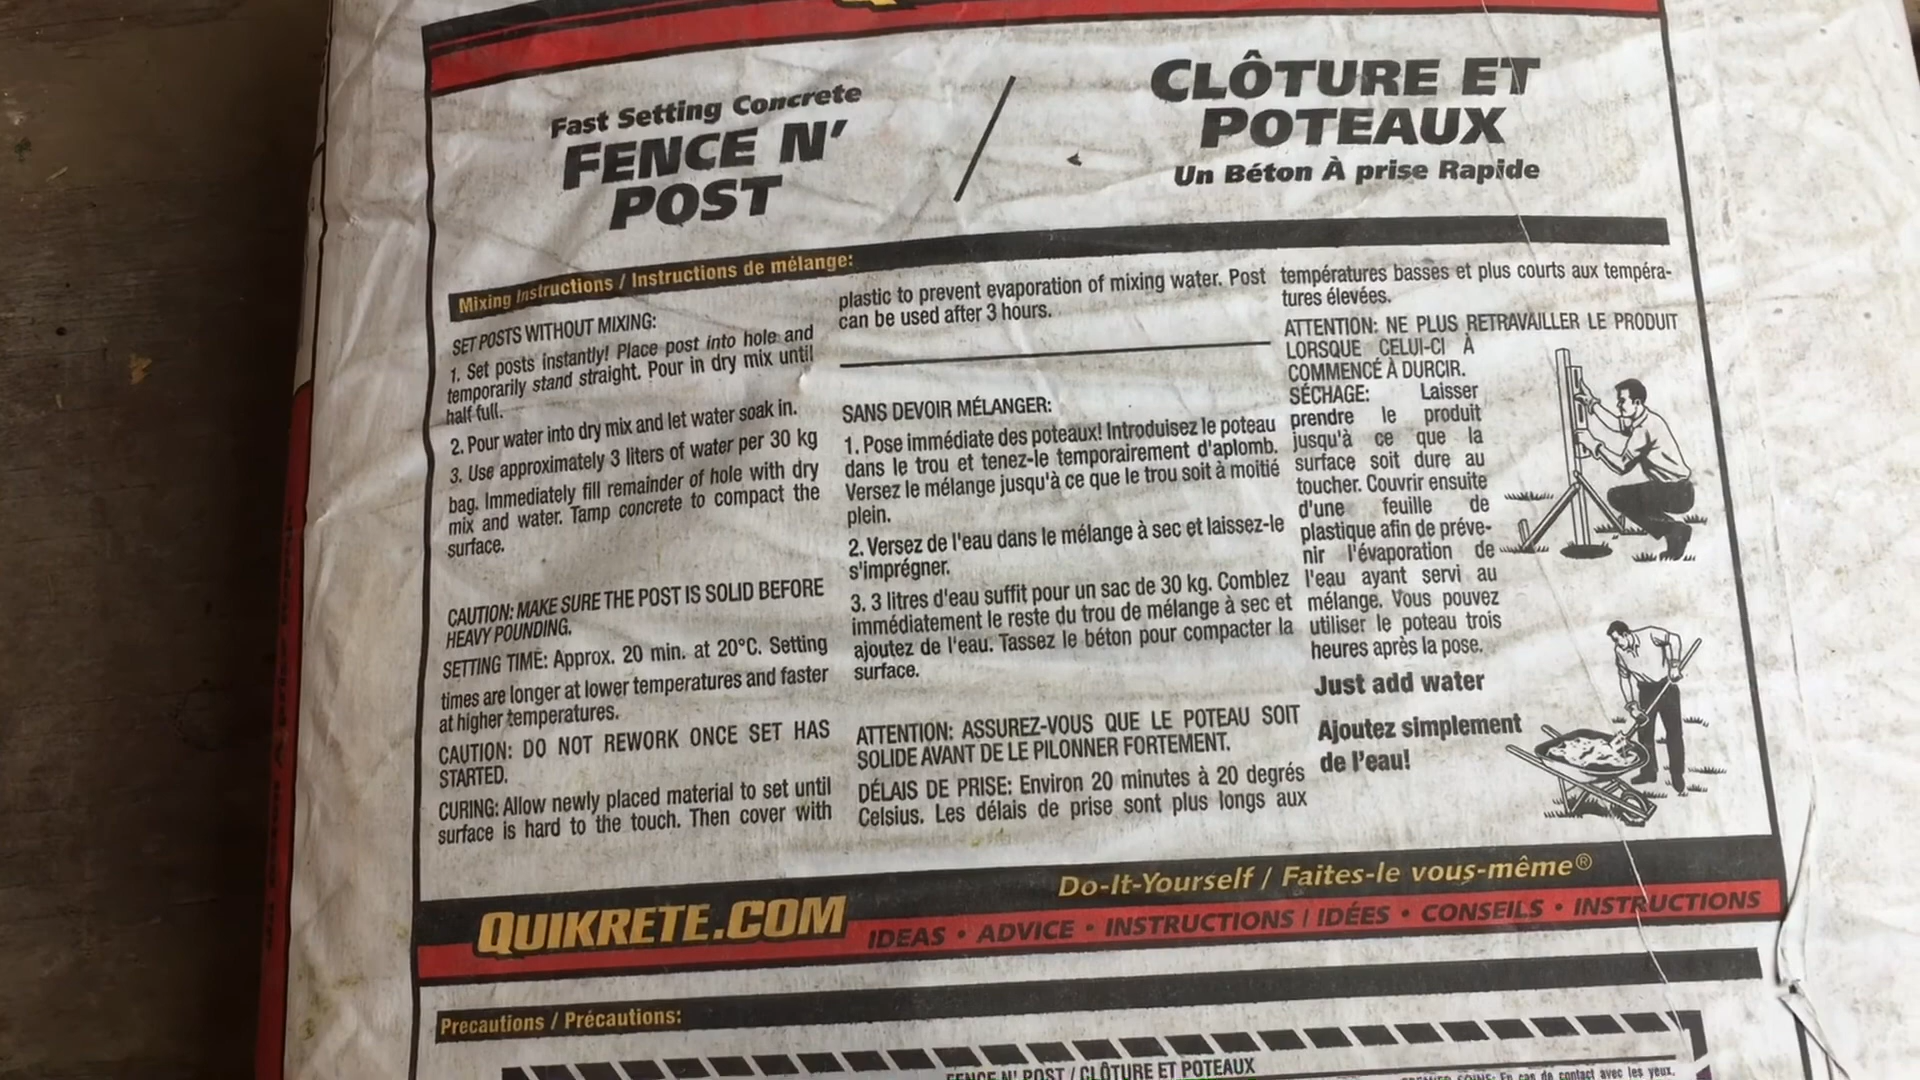 Fast Setting Concrete
FENCE N'
POST
/
CLÔTURE ET
POTEAUX
Un Béton À prise Rapide
Mixing Instructions / Instructions de mélange:
SET POSTS WITHOUT MIXING:
1. Set posts instantly! Place post into hole and
temporarily stand straight. Pour in dry mix until
half full.
2. Pour water into dry mix and let water soak in.
3. Use approximately 3 liters of water per 30 kg
bag. Immediately fill remainder of hole with dry
mix and water. Tamp concrete to compact the
surface.
CAUTION: MAKE SURE THE POST IS SOLID BEFORE
HEAVY POUNDING.
SETTING TIME: Approx. 20 min. at 20°C. Setting
times are longer at lower temperatures and faster
at higher temperatures.
CAUTION: DO NOT REWORK ONCE SET HAS
STARTED.
CURING: Allow newly placed material to set until
surface is hard to the touch. Then cover with
plastic to prevent evaporation of mixing water. Post
can be used after 3 hours.
SANS DEVOIR MÉLANGER:
1. Pose immédiate des poteaux! Introduisez le poteau
dans le trou et tenez-le temporairement d'aplomb.
Versez le mélange jusqu'à ce que le trou soit à moitié
plein.
2. Versez de l'eau dans le mélange à sec et laissez-le
s'imprégner.
3. 3 litres d'eau suffit pour un sac de 30 kg. Comblez
immédiatement le reste du trou de mélange à sec et
ajoutez de l'eau. Tassez le béton pour compacter la
surface.
ATTENTION: ASSUREZ-VOUS QUE LE POTEAU SOIT
SOLIDE AVANT DE LE PILONNER FORTEMENT.
DÉLAIS DE PRISE: Environ 20 minutes à 20 degrés
Celsius. Les délais de prise sont plus longs aux
températures basses et plus courts aux tempéra-
tures élevées.
ATTENTION: NE PLUS RETRAVAILLER LE PRODUIT
LORSQUE CELUI-CI À
COMMENCÉ À DURCIR.
SÉCHAGE: Laisser
prendre le produit
jusqu'à ce que la
surface soit dure au
toucher. Couvrir ensuite
d'une feuille de
plastique afin de préve-
nir l'évaporation de
l'eau ayant servi au
mélange. Vous pouvez
utiliser le poteau trois
heures après la pose.
Just add water
Ajoutez simplement
de l'eau!
Do-It-Yourself / Faites-le vous-même®
QUIKRETE.COM
IDEAS • ADVICE • INSTRUCTIONS / IDÉES • CONSEILS • INSTRUCTIONS
Precautions / Précautions:
FENCE N' POST / CLÔTURE ET POTEAUX
En cas de contact avec les yeux,